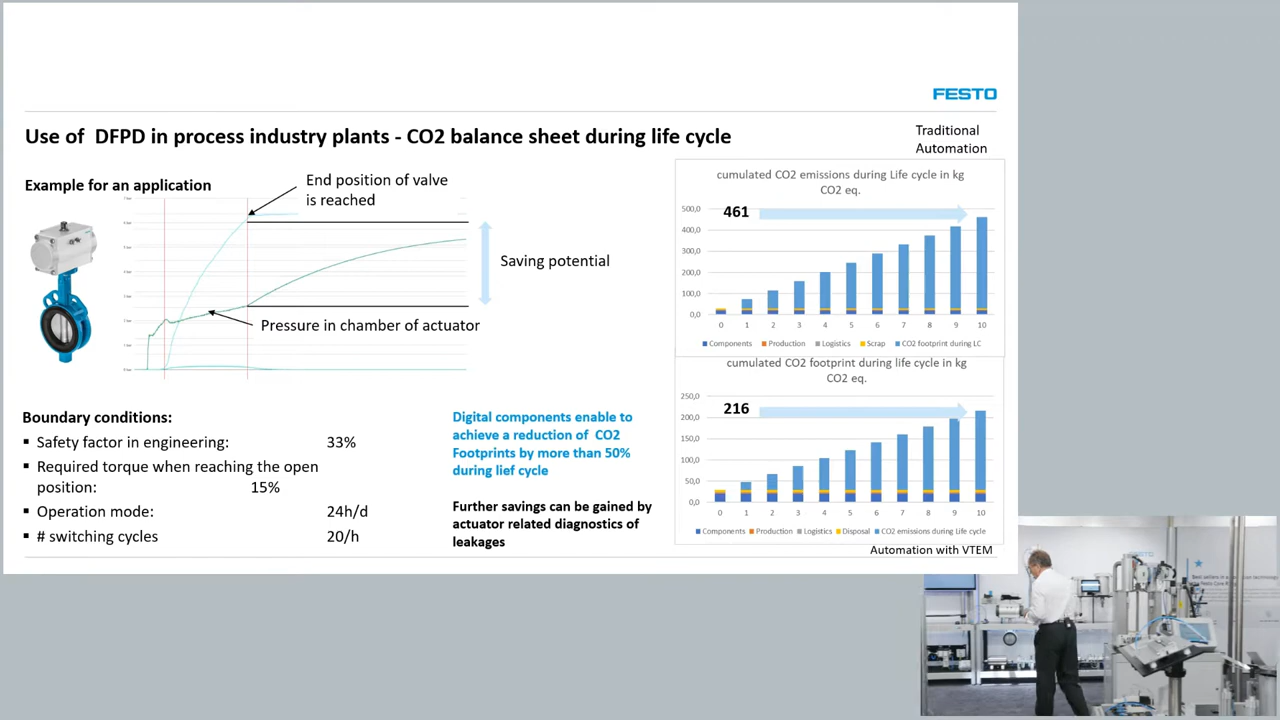 FESTO
Use of DFPD in process industry plants - CO2 balance sheet during life cycle
Traditional
Automation
Example for an application
End position of valve
is reached
Saving potential
Pressure in chamber of actuator
cumulated CO2 emissions during Life cycle in kg
CO2 eq.
461
500,0
400,0
300,0
200,0
100,0
0,0
0 1 2 3 4 5 6 7 8 9 10
Components Production Logistics Scrap CO2 footprint during LC
cumulated CO2 footprint during life cycle in kg
CO2 eq.
216
250,0
200,0
150,0
100,0
50,0
0,0
0 1 2 3 4 5 6 7 8 9 10
Components Production Logistics Disposal CO2 emissions during Life cycle
Automation with VTEM
Boundary conditions:
▪ Safety factor in engineering: 33%
▪ Required torque when reaching the open
position: 15%
▪ Operation mode: 24h/d
▪ # switching cycles 20/h
Digital components enable to
achieve a reduction of CO2
Footprints by more than 50%
during lief cycle
Further savings can be gained by
actuator related diagnostics of
leakages